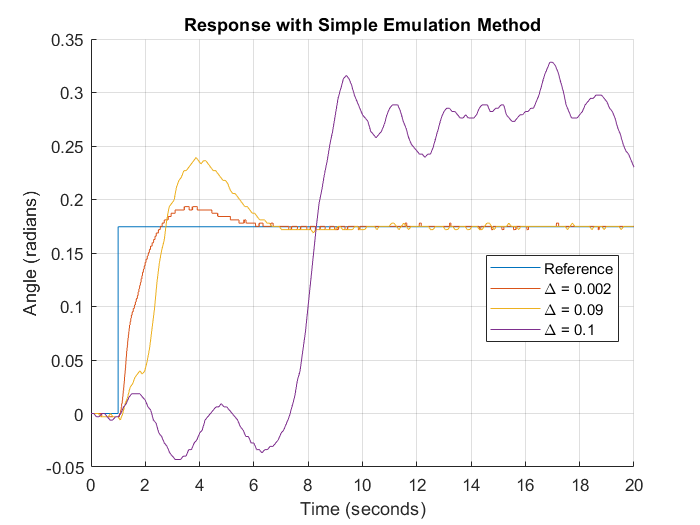 Response with Simple Emulation Method
0.35
0.3
0.25
0.2
0.15
0.1
0.05
0
-0.05
Angle (radians)
Reference
Δ = 0.002
Δ = 0.09
Δ = 0.1
0 2 4 6 8 10 12 14 16 18 20
Time (seconds)